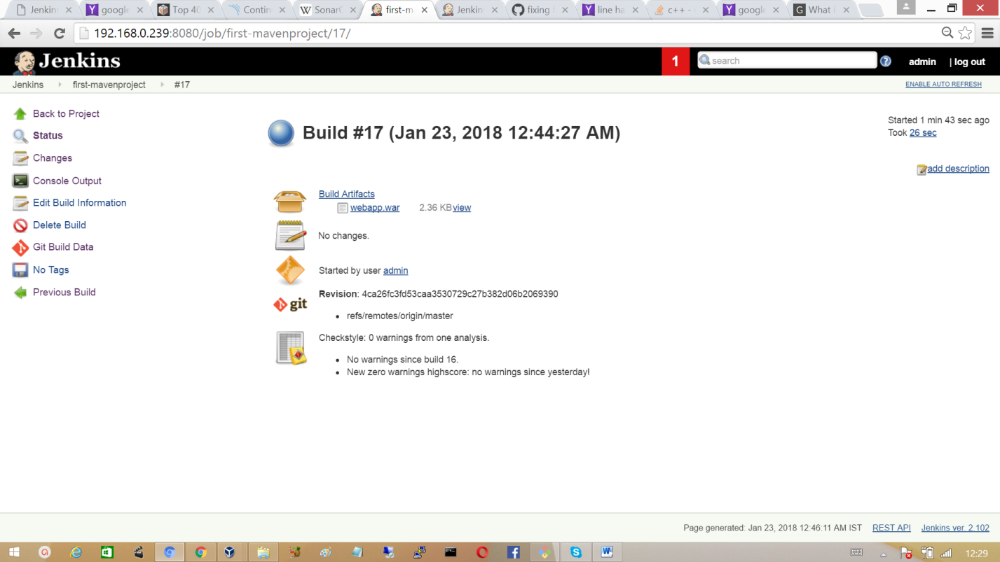 Jenkin
google
Top 40
Contin
SonarC
first-m
Jenkin
fixing
line ha
c++ -
google
What i
192.168.0.239:8080/job/first-mavenproject/17/
Jenkins
1
search
admin
| log out
Jenkins
first-mavenproject
#17
ENABLE AUTO REFRESH
Back to Project
Status
Changes
Console Output
Edit Build Information
Delete Build
Git Build Data
No Tags
Previous Build
Build #17 (Jan 23, 2018 12:44:27 AM)
Started 1 min 43 sec ago
Took 26 sec
add description
Build Artifacts
webapp.war 2.36 KB view
No changes.
Started by user admin
git
Revision: 4ca26fc3fd53caa3530729c27b382d06b2069390
refs/remotes/origin/master
Checkstyle: 0 warnings from one analysis.
No warnings since build 16.
New zero warnings highscore: no warnings since yesterday!
Page generated: Jan 23, 2018 12:46:11 AM IST REST API Jenkins ver. 2.102
12:29